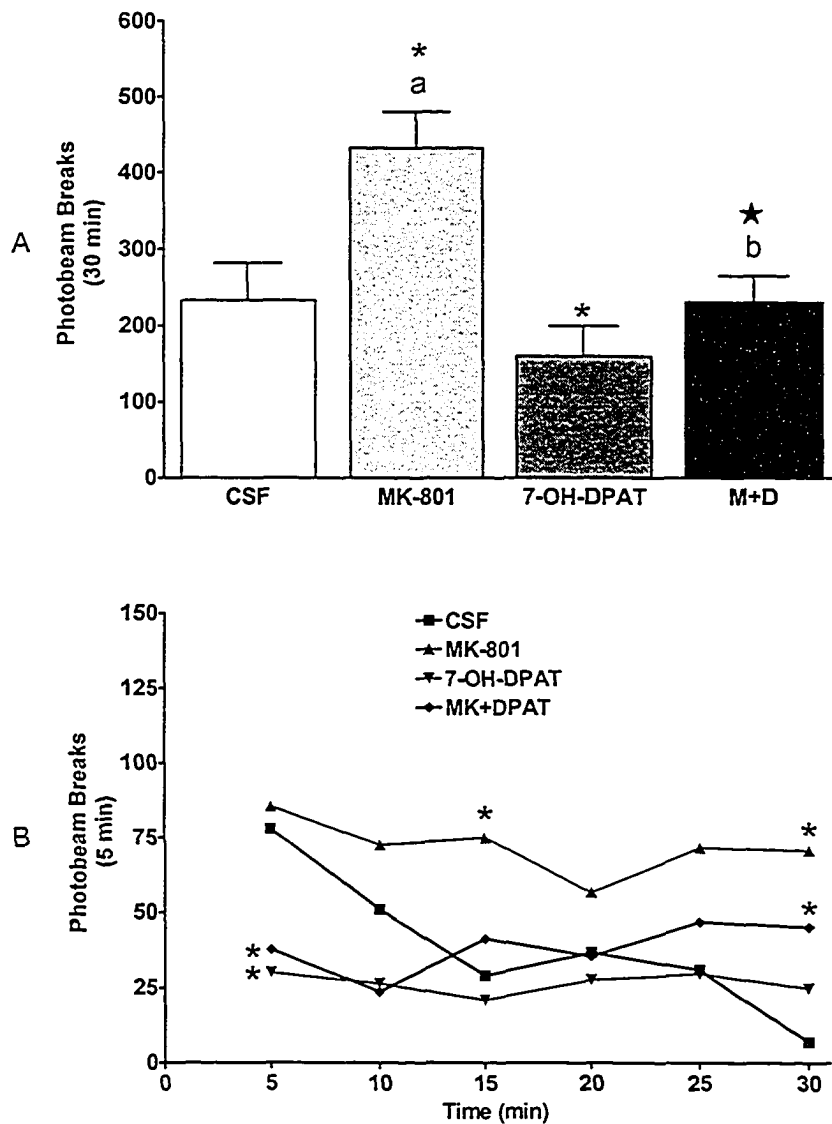 600
500
400
300
200
100
0
Photobeam Breaks
(30 min)
A
*
a
*
★
b
CSF MK-801 7-OH-DPAT M+D
150
125
100
75
50
25
0
Photobeam Breaks
(5 min)
B
CSF
MK-801
7-OH-DPAT
MK+DPAT
*
*
*
*
*
0 5 10 15 20 25 30
Time (min)